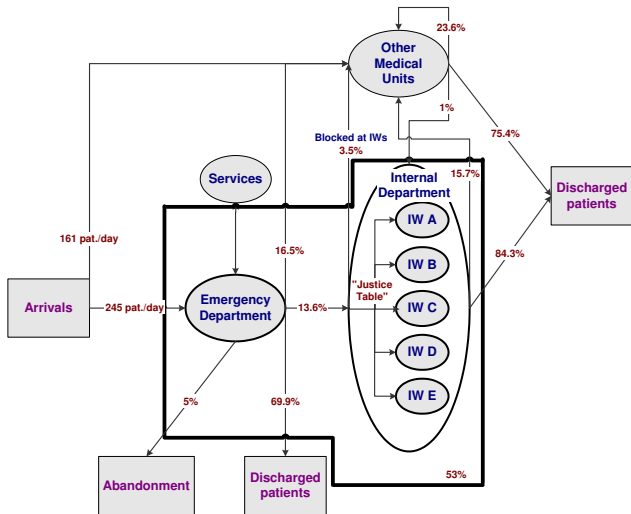 23.6%
Other
Medical
Units
1%
Blocked at IWs
3.5%
75.4%
Services
Internal
Department
15.7%
Discharged
patients
IW A
161 pat./day
16.5%
IW B
84.3%
"Justice
Table"
Arrivals
245 pat./day
Emergency
Department
13.6%
IW C
IW D
5%
69.9%
IW E
Abandonment
Discharged
patients
53%